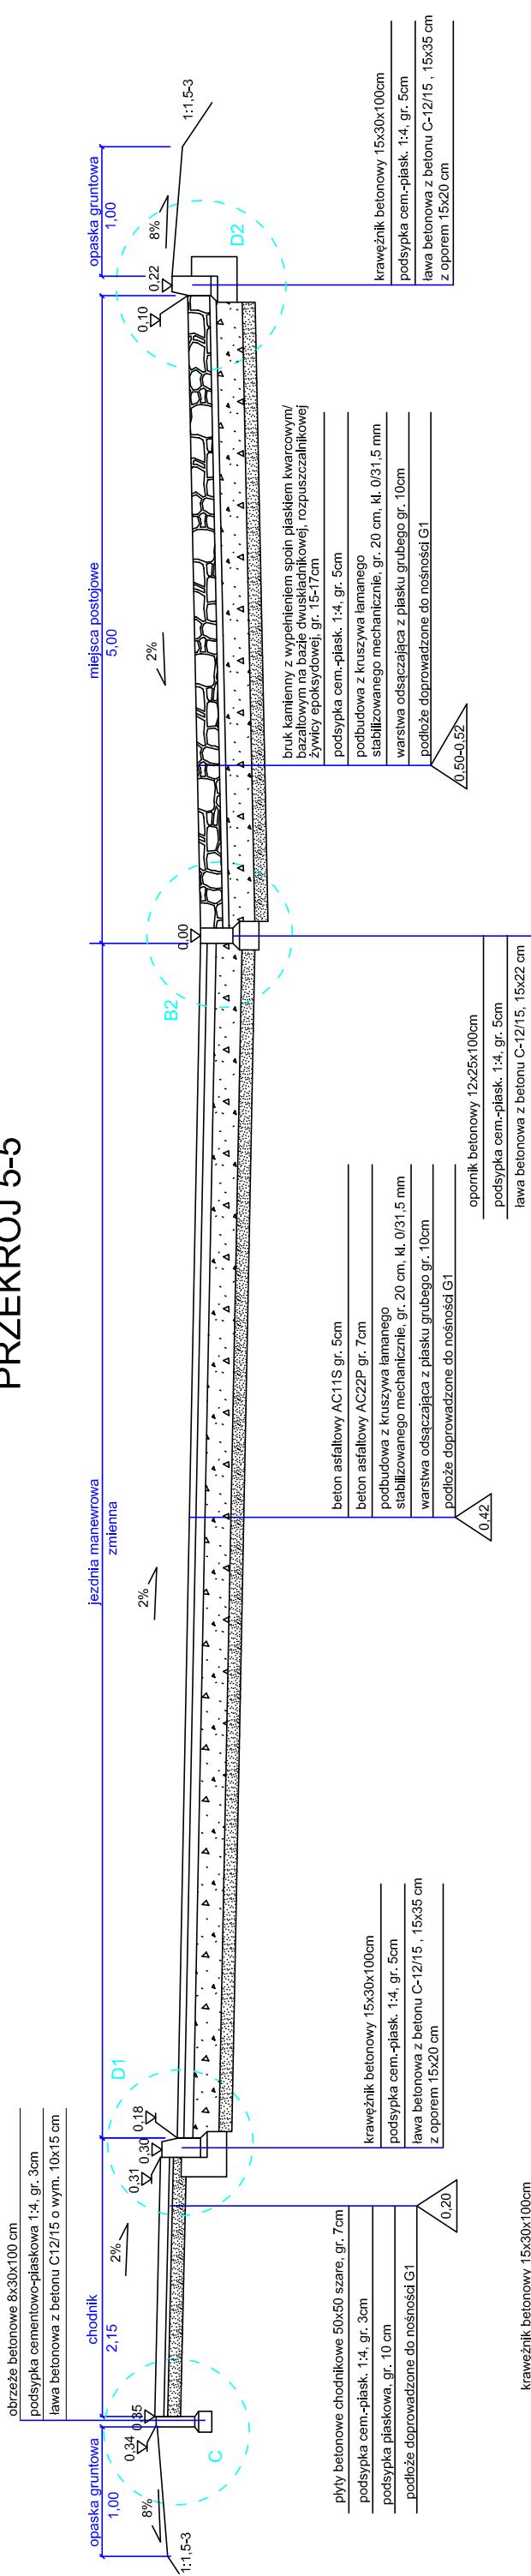 PRZEKRÓJ 5-5
opaska gruntowa
1,00
chodnik
2,15
jezdnia manewrowa
zmienna
miejsca postojowe
5,00
opaska gruntowa
1,00
1:1,5-3
8%
0,34
0,35
2%
0,31
0,30
0,18
2%
0,00
2%
0,10
0,22
8%
1:1,5-3
C
D1
B2
D2
obrzeże betonowe 8x30x100 cm
podsypka cementowo-piaskowa 1:4, gr. 3cm
ława betonowa z betonu C12/15 o wym. 10x15 cm
płyty betonowe chodnikowe 50x50 szare, gr. 7cm
podsypka cem.-piask. 1:4, gr. 3cm
podsypka piaskowa, gr. 10 cm
podłoże doprowadzone do nośności G1
0,20
krawężnik betonowy 15x30x100cm
podsypka cem.-piask. 1:4, gr. 5cm
ława betonowa z betonu C-12/15 , 15x35 cm
z oporem 15x20 cm
beton asfaltowy AC11S gr. 5cm
beton asfaltowy AC22P gr. 7cm
podbudowa z kruszywa łamanego
stabilizowanego mechanicznie, gr. 20 cm, kl. 0/31,5 mm
warstwa odsączająca z piasku grubego gr. 10cm
podłoże doprowadzone do nośności G1
0,42
opornik betonowy 12x25x100cm
podsypka cem.-piask. 1:4, gr. 5cm
ława betonowa z betonu C-12/15, 15x22 cm
bruk kamienny z wypełnieniem spoin piaskiem kwarcowym/
bazaltowym na bazie dwuskładnikowej, rozpuszczalnikowej
żywicy epoksydowej, gr. 15-17cm
podsypka cem.-piask. 1:4, gr. 5cm
podbudowa z kruszywa łamanego
stabilizowanego mechanicznie, gr. 20 cm, kl. 0/31,5 mm
warstwa odsączająca z piasku grubego gr. 10cm
podłoże doprowadzone do nośności G1
0,50-0,52
krawężnik betonowy 15x30x100cm
podsypka cem.-piask. 1:4, gr. 5cm
ława betonowa z betonu C-12/15 , 15x35 cm
z oporem 15x20 cm
krawężnik betonowy 15x30x100cm